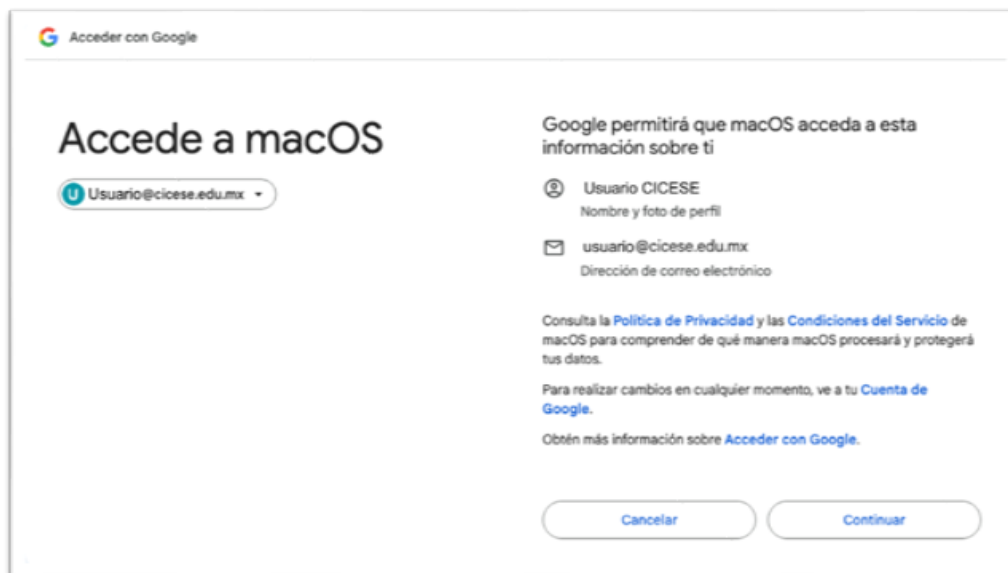 Acceder con Google
Accede a macOS
U Usuario@cicese.edu.mx
Google permitirá que macOS acceda a esta
información sobre ti
Usuario CICESE
Nombre y foto de perfil
usuario@cicese.edu.mx
Dirección de correo electrónico
Consulta la Política de Privacidad y las Condiciones del Servicio de
macOS para comprender de qué manera macOS procesará y protegerá
tus datos.
Para realizar cambios en cualquier momento, ve a tu Cuenta de
Google.
Obtén más información sobre Acceder con Google.
Cancelar
Continuar